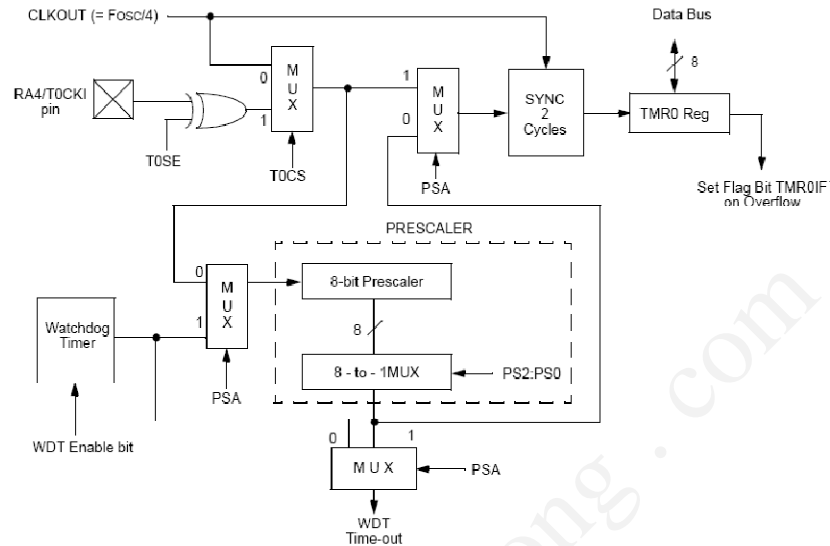 CLKOUT (= Fosc/4)
Data Bus
0
M
U
X
1
RA4/T0CKI
pin
T0SE
T0CS
1
M
U
X
0
PSA
SYNC
2
Cycles
8
TMR0 Reg
Set Flag Bit TMR0IF
on Overflow
PRESCALER
0
M
U
X
1
PSA
8-bit Prescaler
8
8 - to - 1MUX
PS2:PS0
Watchdog
Timer
WDT Enable bit
0
1
M U X
PSA
WDT
Time-out
ong . com